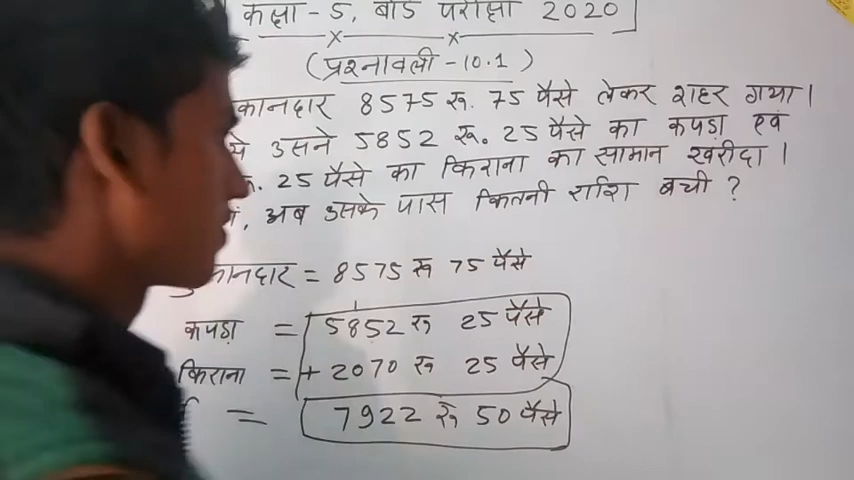 कक्षा - 5, बोर्ड परीक्षा 2020
(प्रश्नावली - 10.1)
कानदार 8575 रू. 75 पैसे लेकर शहर गया।
से उसने 5852 रू. 25 पैसे का कपड़ा एवं
रू. 25 पैसे का किराना का सामान खरीदा।
अब उसके पास कितनी राशि बची ?
कानदार = 8575 रू 75 पैसे
कपड़ा = 5852 रू 25 पैसे
किराना = + 2070 रू 25 पैसे
= 7922 रू 50 पैसे